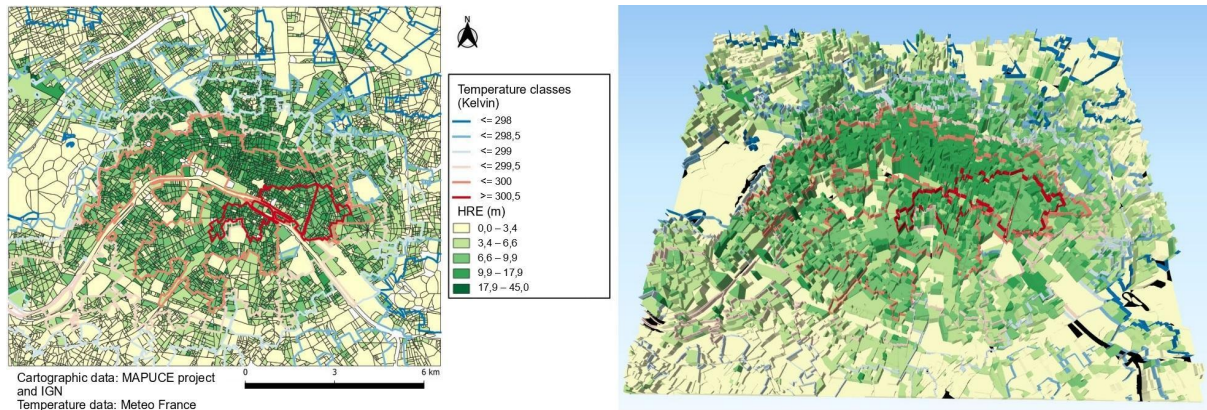 N
Temperature classes
(Kelvin)
<= 298
<= 298,5
<= 299
<= 299,5
<= 300
>= 300,5
HRE (m)
0,0 – 3,4
3,4 – 6,6
6,6 – 9,9
9,9 – 17,9
17,9 – 45,0
Cartographic data: MAPUCE project
and IGN
Temperature data: Meteo France
0 3 6 km